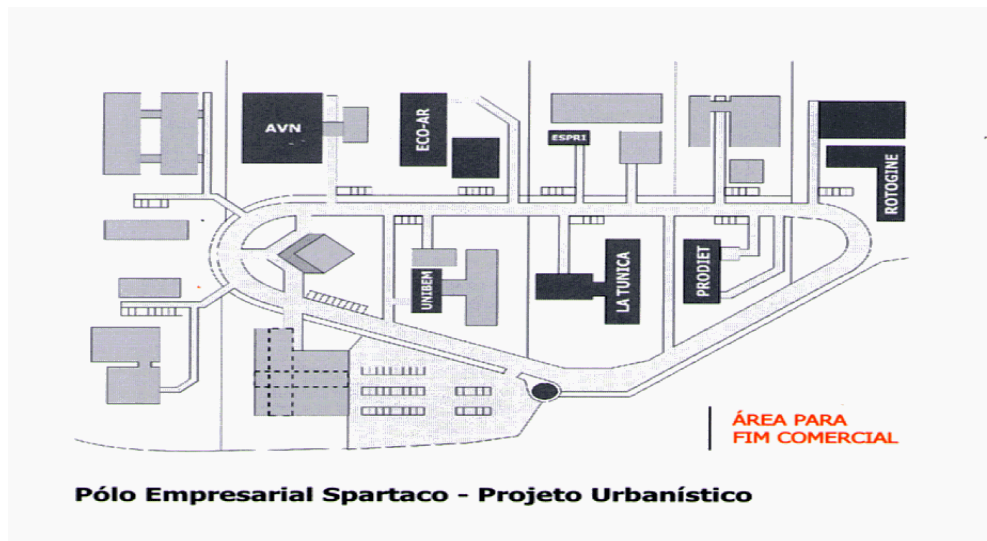 AVN
ECO-AR
ESPRI
ROTOGINE
UNIBEM
LA TUNICA
PRODIET
ÁREA PARA
FIM COMERCIAL
Pólo Empresarial Spartaco - Projeto Urbanístico